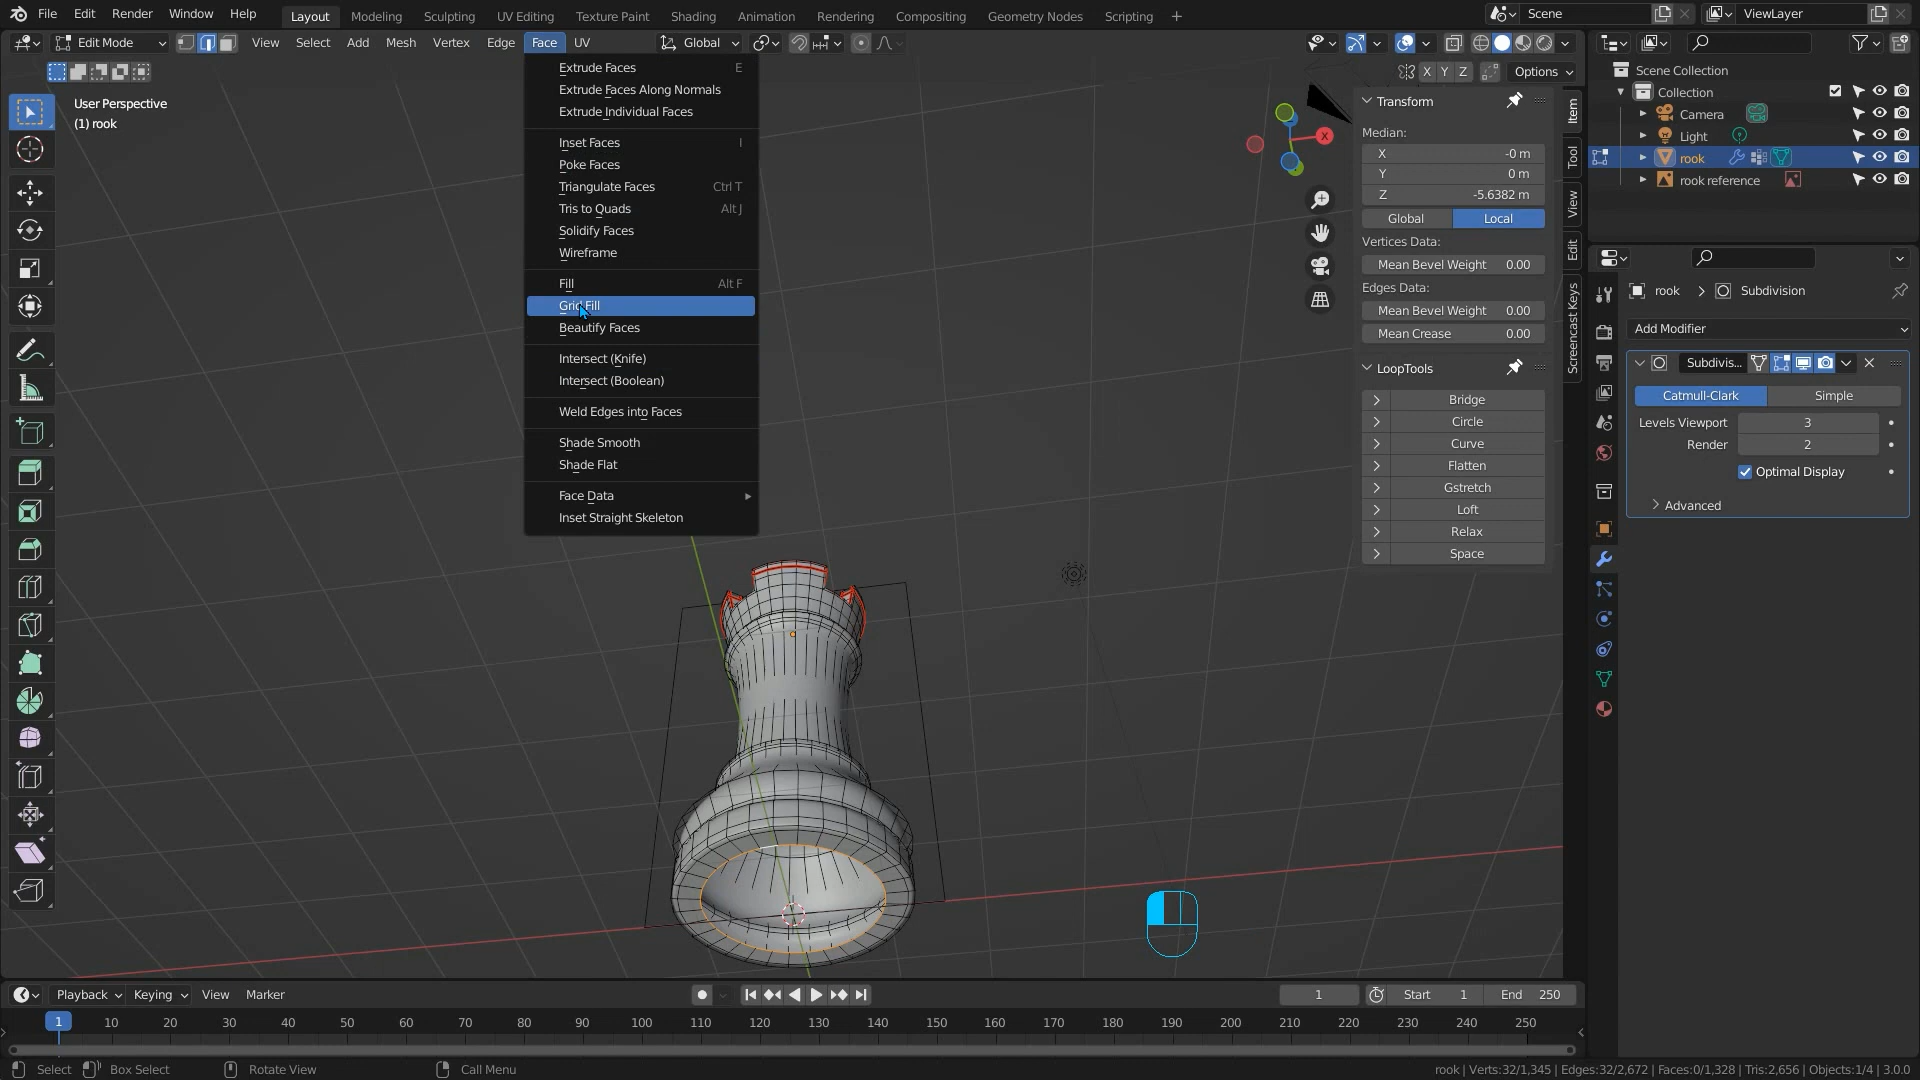 File Edit Render Window Help Layout Modeling Sculpting UV Editing Texture Paint Shading Animation Rendering Compositing Geometry Nodes Scripting + Scene ViewLayer
Edit Mode View Select Add Mesh Vertex Edge Face UV Global
X Y Z Options
User Perspective
(1) rook
Extrude Faces E
Extrude Faces Along Normals
Extrude Individual Faces
Inset Faces I
Poke Faces
Triangulate Faces Ctrl T
Tris to Quads Alt J
Solidify Faces
Wireframe
Fill Alt F
Grid Fill
Beautify Faces
Intersect (Knife)
Intersect (Boolean)
Weld Edges into Faces
Shade Smooth
Shade Flat
Face Data
Inset Straight Skeleton
X
Transform
Median:
X -0 m
Y 0 m
Z -5.6382 m
Global Local
Vertices Data:
Mean Bevel Weight 0.00
Edges Data:
Mean Bevel Weight 0.00
Mean Crease 0.00
LoopTools
Bridge
Circle
Curve
Flatten
Gstretch
Loft
Relax
Space
Item
Tool
View
Edit
Screencast Keys
Scene Collection
Collection
Camera
Light
rook
rook reference
rook Subdivision
Add Modifier
Subdivis...
Catmull-Clark Simple
Levels Viewport 3
Render 2
Optimal Display
Advanced
Playback Keying View Marker 1 Start 1 End 250
1 10 20 30 40 50 60 70 80 90 100 110 120 130 140 150 160 170 180 190 200 210 220 230 240 250
Select Box Select Rotate View Call Menu rook | Verts:32/1,345 | Edges:32/2,672 | Faces:0/1,328 | Tris:2,656 | Objects:1/4 | 3.0.0